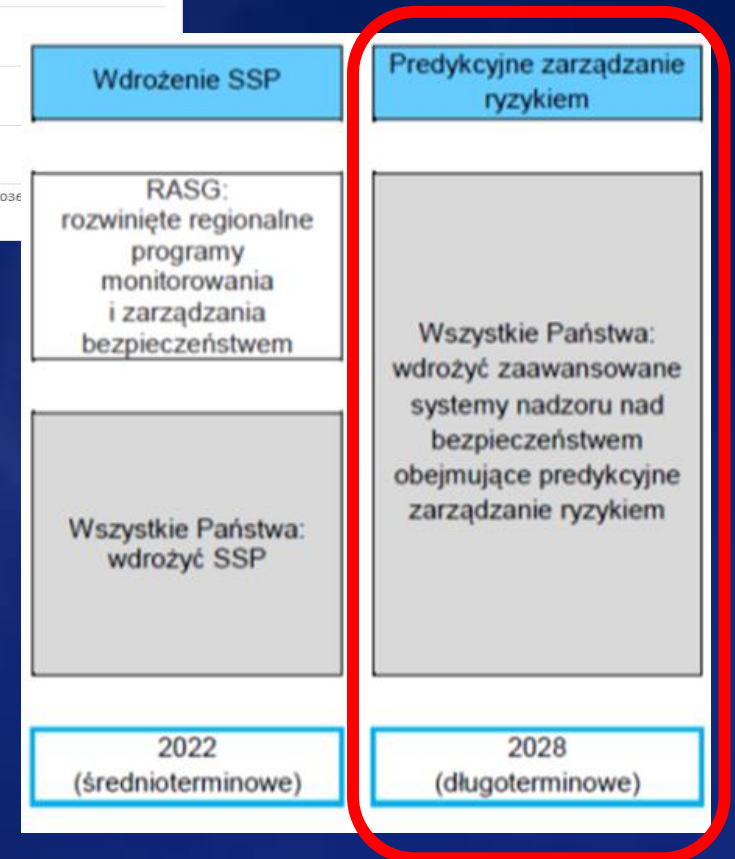 036
Wdrożenie SSP
RASG:
rozwinięte regionalne
programy
monitorowania
i zarządzania
bezpieczeństwem
Wszystkie Państwa:
wdrożyć SSP
2022
(średnioterminowe)
Predykcyjne zarządzanie
ryzykiem
Wszystkie Państwa:
wdrożyć zaawansowane
systemy nadzoru nad
bezpieczeństwem
obejmujące predykcyjne
zarządzanie ryzykiem
2028
(długoterminowe)